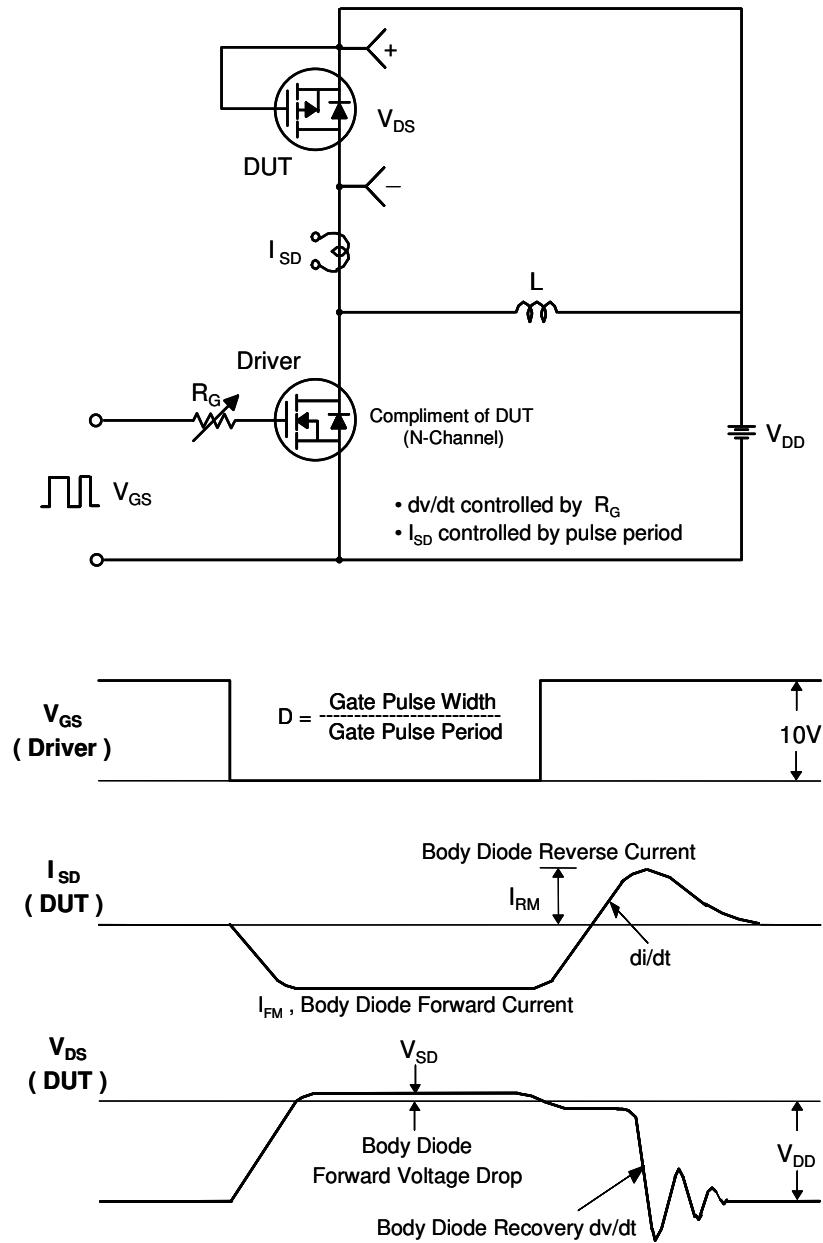 +
V_DS
DUT
−
I_SD
L
Driver
R_G
Compliment of DUT
(N-Channel)
V_DD
V_GS
• dv/dt controlled by R_G
• I_SD controlled by pulse period
V_GS
( Driver )
D = Gate Pulse Width
Gate Pulse Period
10V
I_SD
( DUT )
Body Diode Reverse Current
I_RM
di/dt
I_FM , Body Diode Forward Current
V_DS
( DUT )
V_SD
Body Diode
Forward Voltage Drop
V_DD
Body Diode Recovery dv/dt